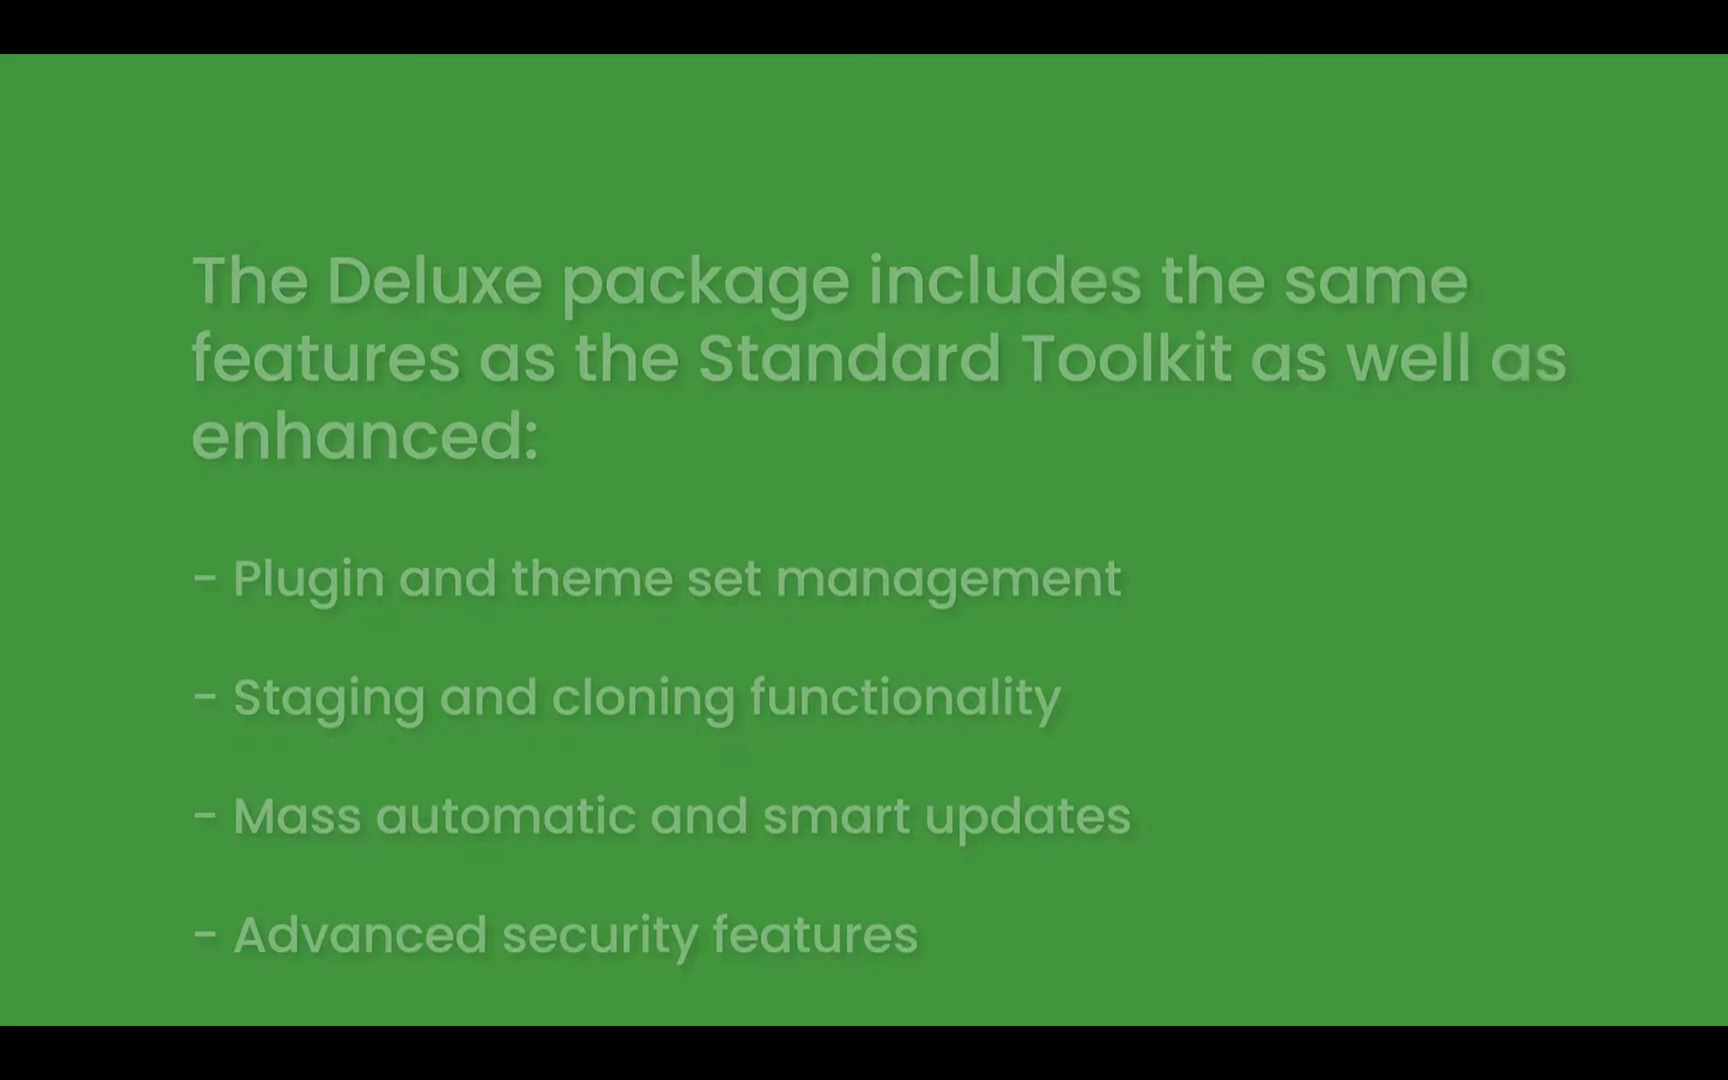 The Deluxe package includes the same
features as the Standard Toolkit as well as
enhanced:
- Plugin and theme set management
- Staging and cloning functionality
- Mass automatic and smart updates
- Advanced security features